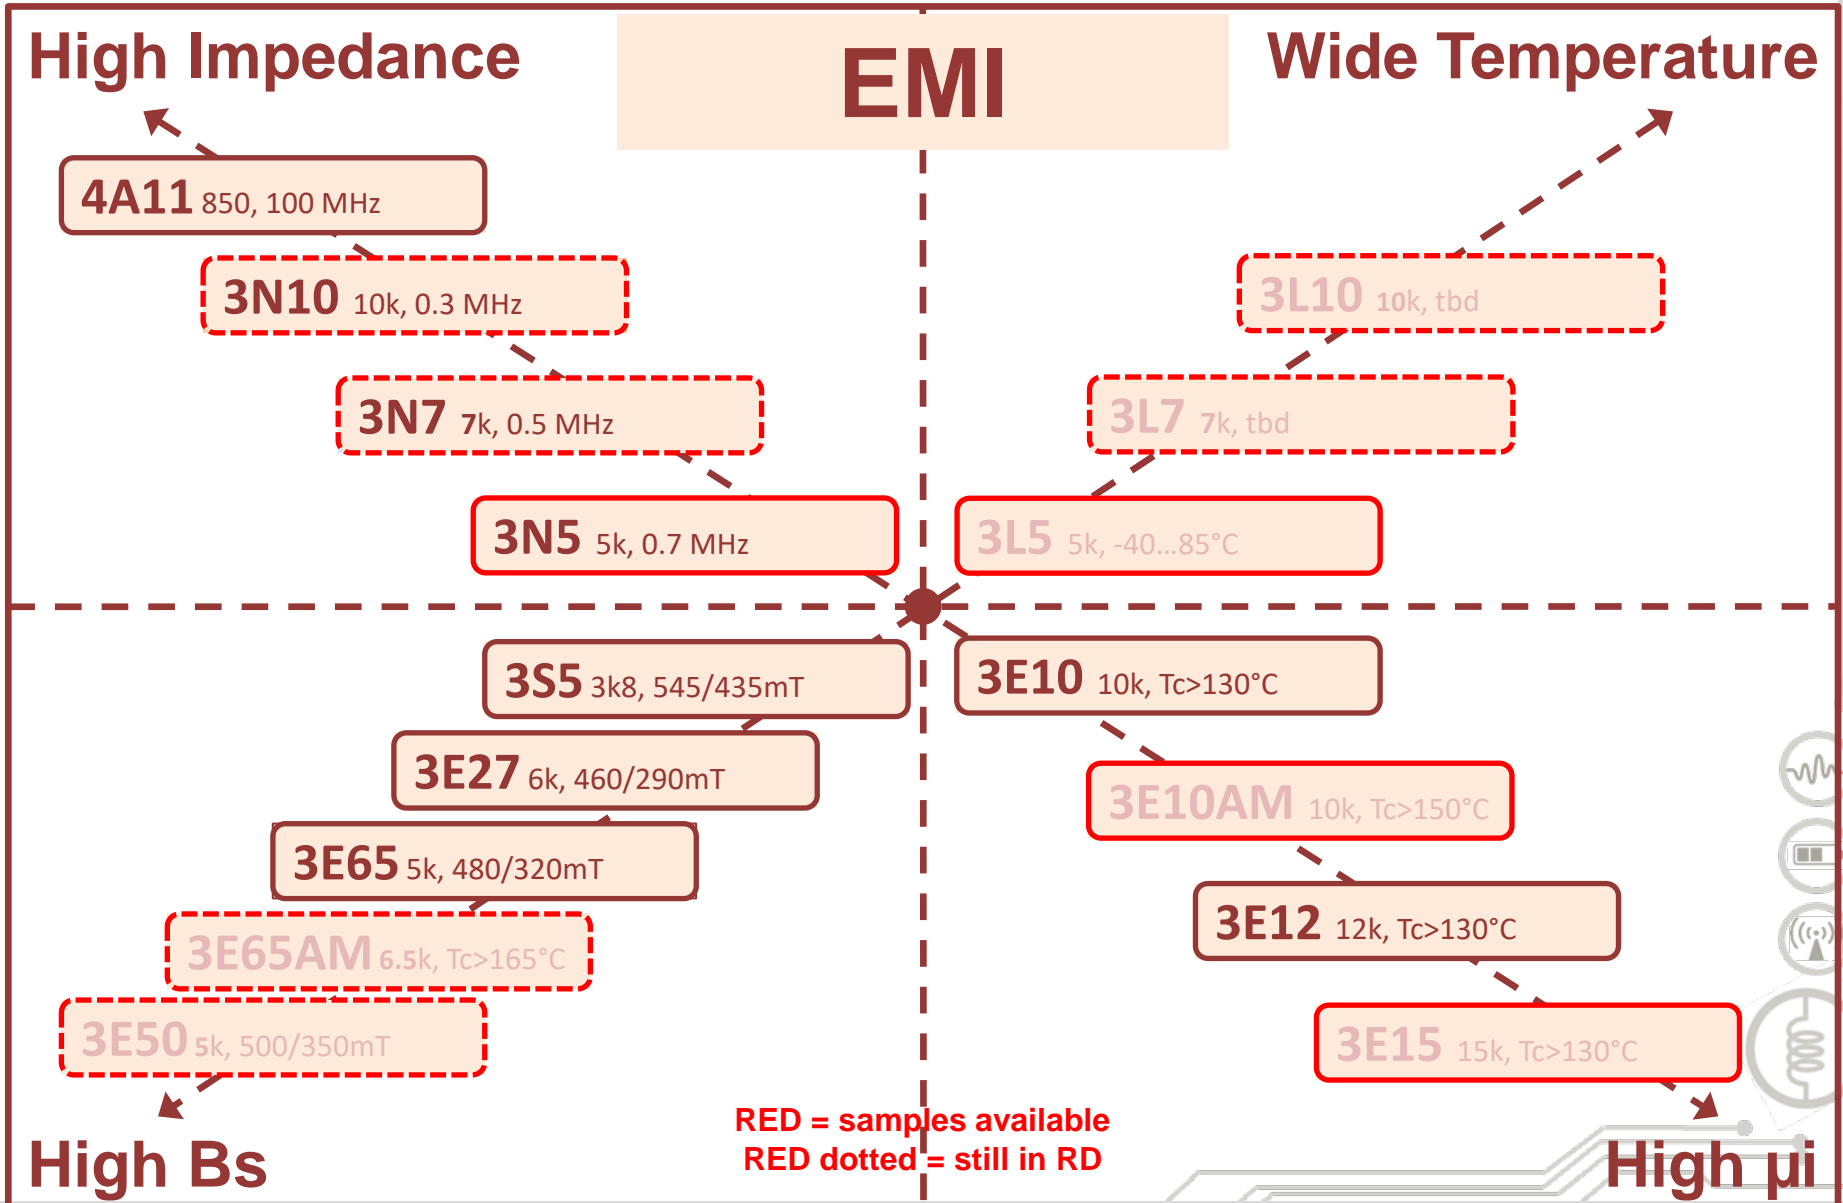 High Impedance
EMI
Wide Temperature
4A11 850, 100 MHz
3N10 10k, 0.3 MHz
3L10 10k, tbd
3N7 7k, 0.5 MHz
3L7 7k, tbd
3N5 5k, 0.7 MHz
3L5 5k, -40...85°C
3S5 3k8, 545/435mT
3E10 10k, Tc>130°C
3E27 6k, 460/290mT
3E10AM 10k, Tc>150°C
3E65 5k, 480/320mT
3E12 12k, Tc>130°C
3E65AM 6.5k, Tc>165°C
3E50 5k, 500/350mT
3E15 15k, Tc>130°C
RED = samples available
RED dotted = still in RD
High Bs
High µi